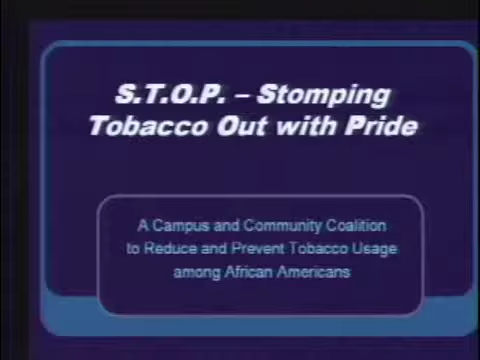 S.T.O.P. – Stomping
Tobacco Out with Pride
A Campus and Community Coalition
to Reduce and Prevent Tobacco Usage
among African Americans